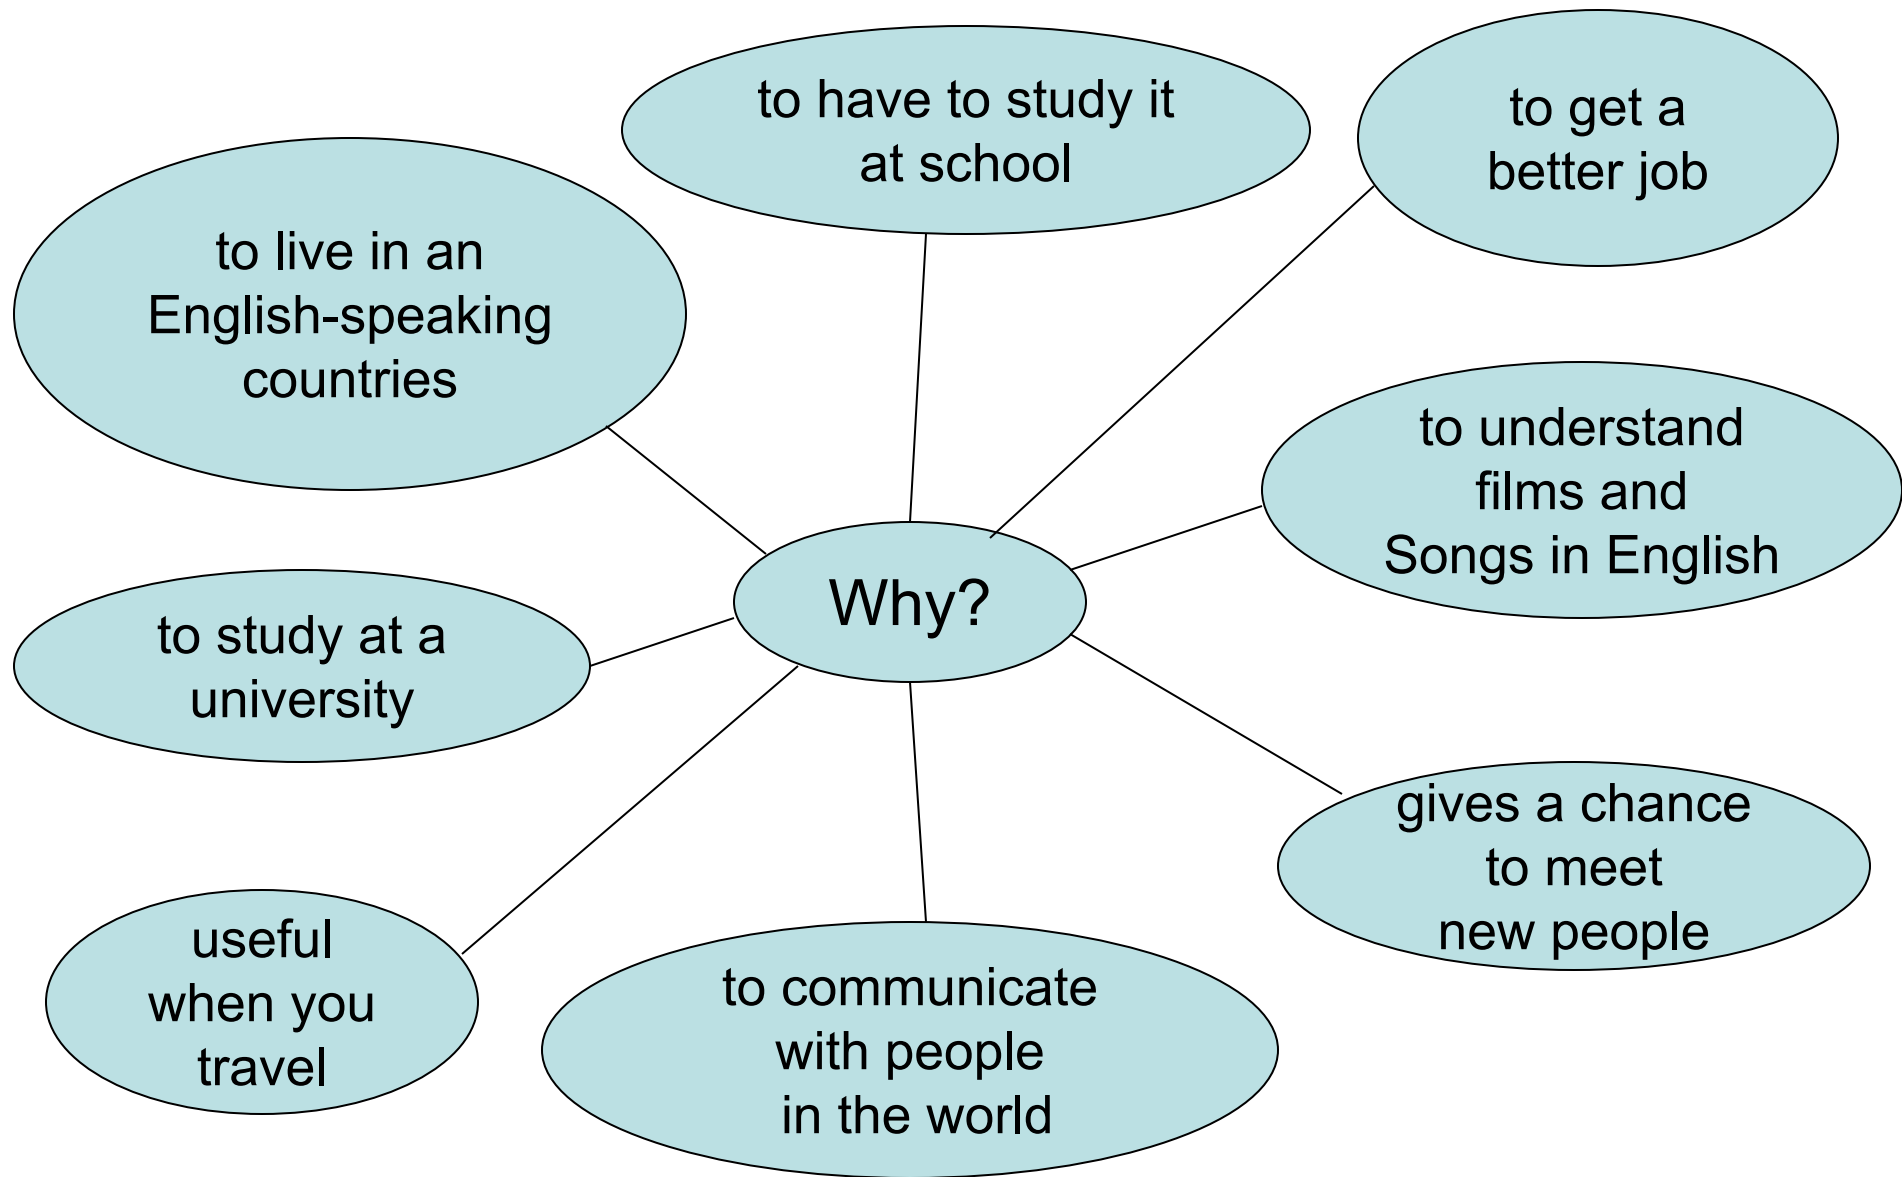 to have to study it
at school
to get a
better job
to live in an
English-speaking
countries
to understand
films and
Songs in English
Why?
to study at a
university
gives a chance
to meet
new people
useful
when you
travel
to communicate
with people
in the world